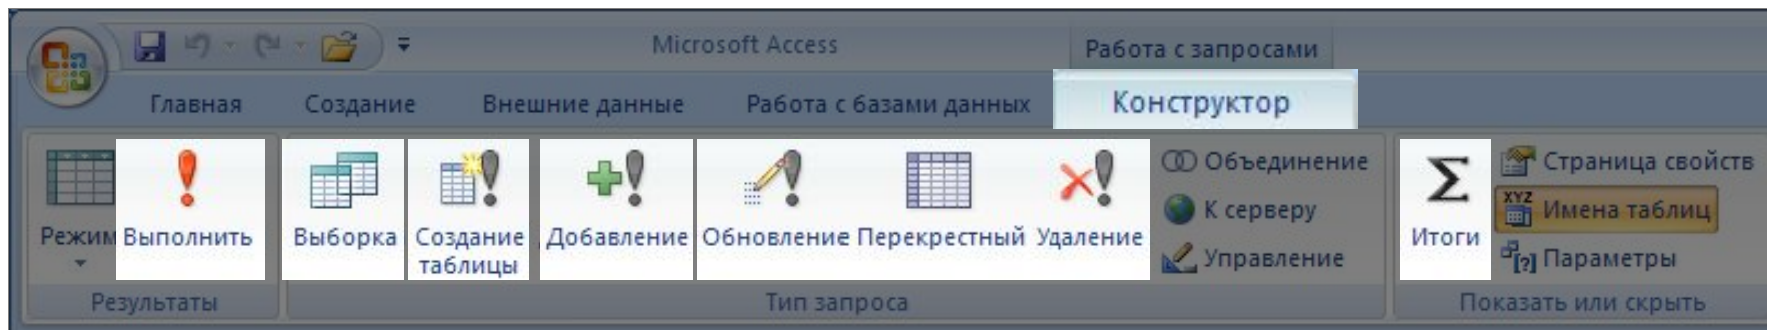 Microsoft Access
Работа с запросами
Главная
Создание
Внешние данные
Работа с базами данных
Конструктор
Режим
Выполнить
Выборка
Создание
таблицы
Добавление
Обновление
Перекрестный
Удаление
Объединение
К серверу
Управление
Σ
Итоги
Страница свойств
XYZ
Имена таблиц
[?]
Параметры
Результаты
Тип запроса
Показать или скрыть